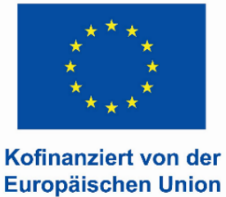 Kofinanziert von der
Europäischen Union